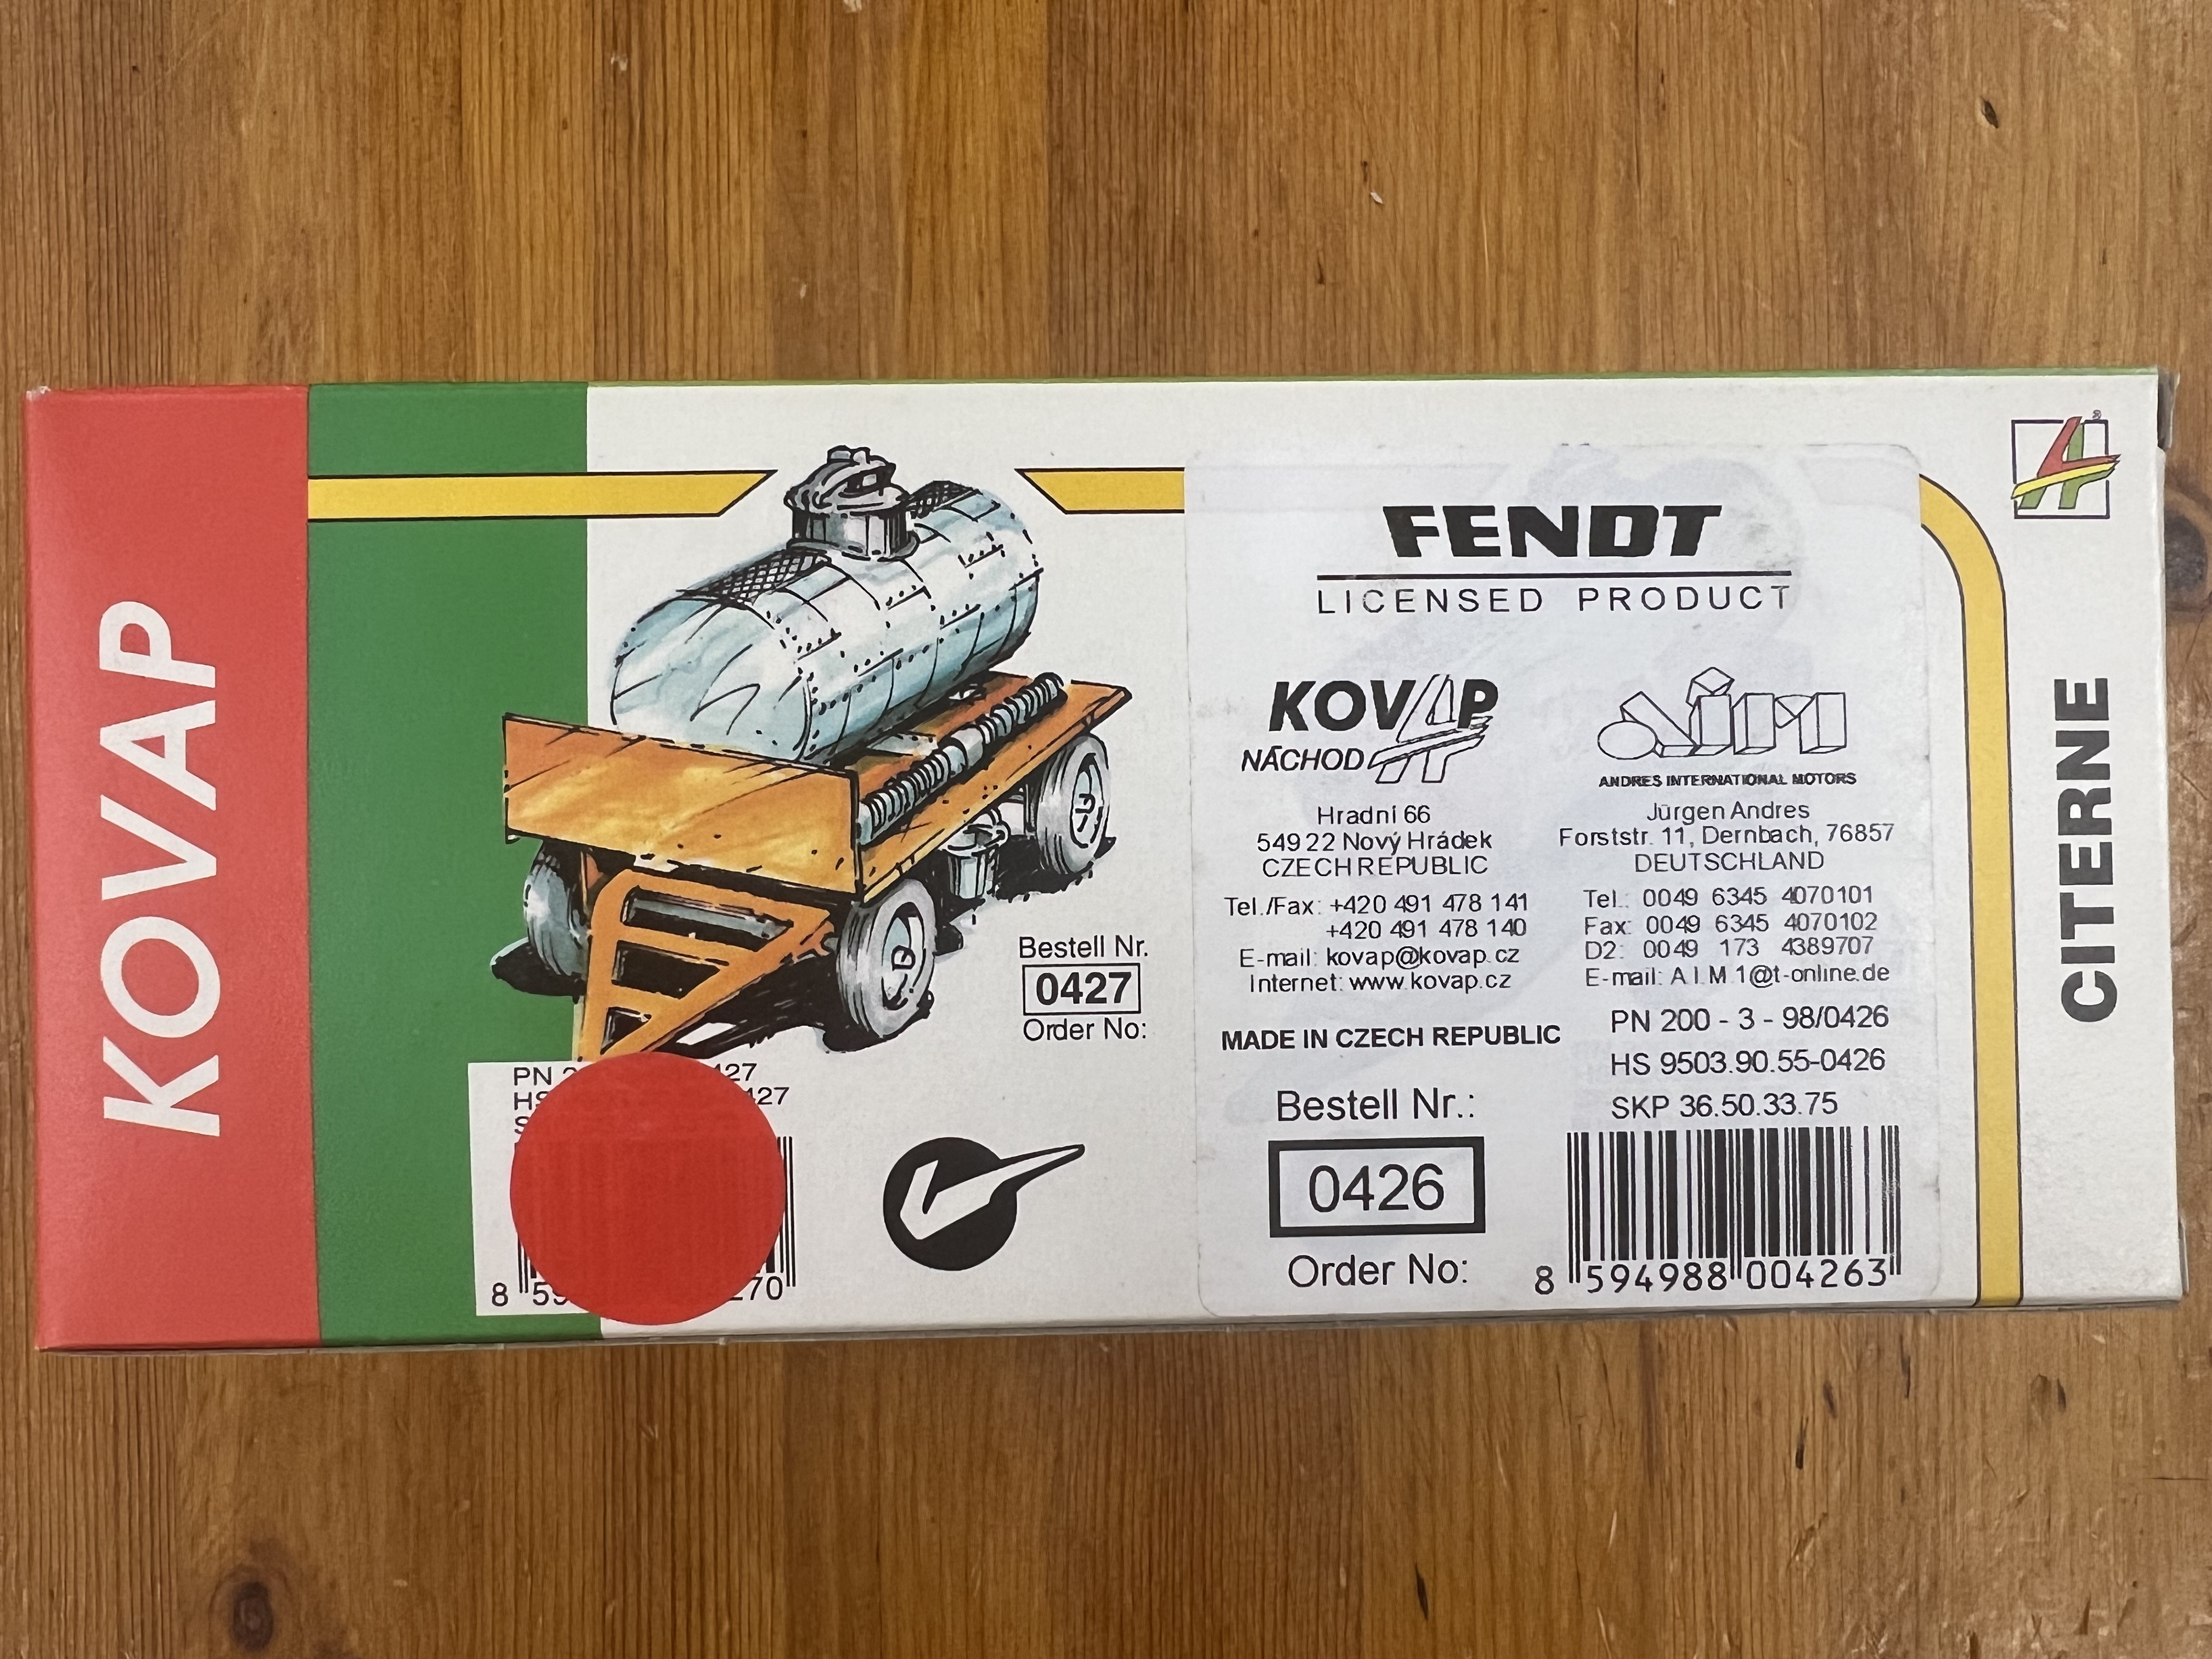 KOVAP
Bestell Nr.
0427
Order No:
PN 27
HS 427
8 59 270
FENDT
LICENSED PRODUCT
KOVAP
NÁCHOD
Hradní 66
549 22 Nový Hrádek
CZECH REPUBLIC
Tel./Fax: +420 491 478 141
+420 491 478 140
E-mail: kovap@kovap.cz
Internet: www.kovap.cz
MADE IN CZECH REPUBLIC
Bestell Nr.:
0426
Order No:
AIM
ANDRES INTERNATIONAL MOTORS
Jürgen Andres
Forststr. 11, Dernbach, 76857
DEUTSCHLAND
Tel.: 0049 6345 4070101
Fax: 0049 6345 4070102
D2: 0049 173 4389707
E-mail: A.I.M.1@t-online.de
PN 200 - 3 - 98/0426
HS 9503.90.55-0426
SKP 36.50.33.75
8 594988 004263
CITERNE